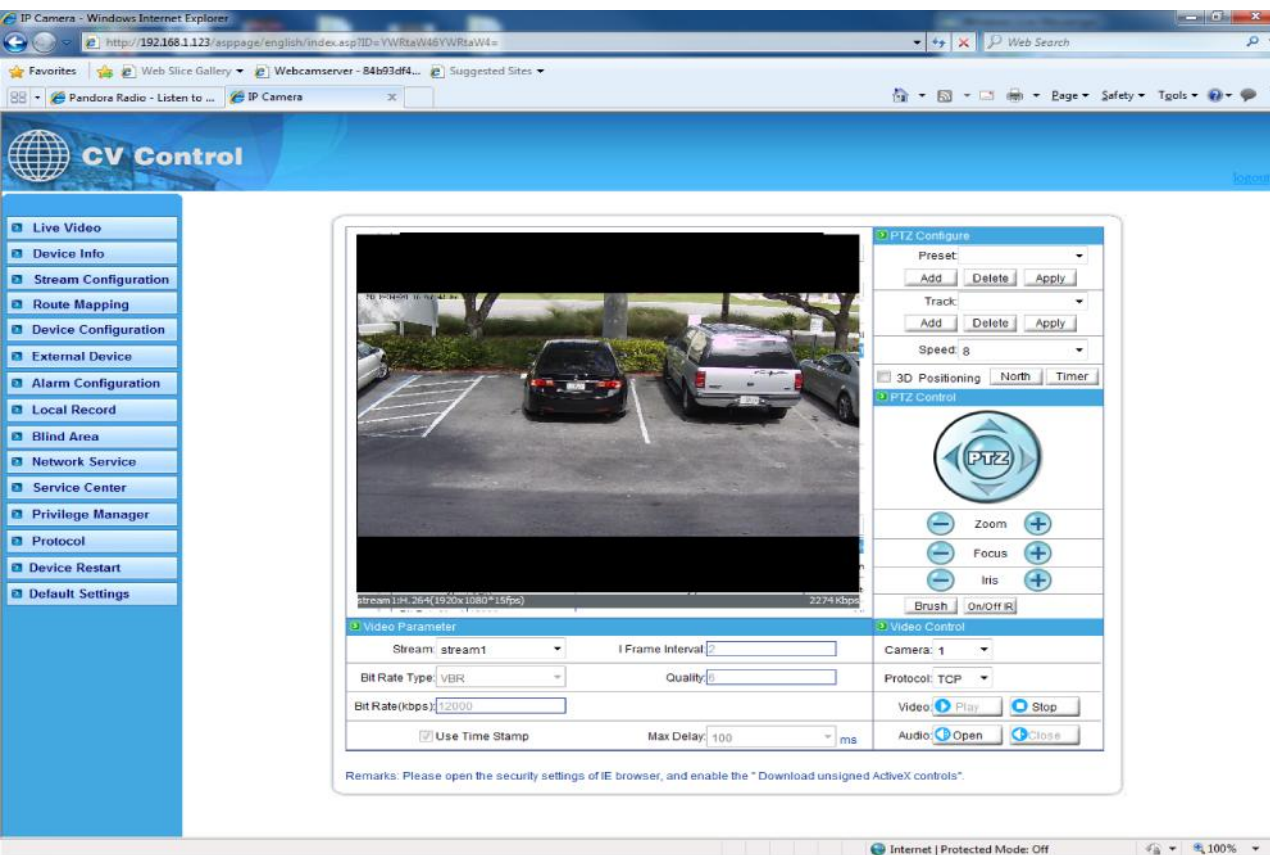 IP Camera - Windows Internet Explorer
http://192.168.1.123/asppage/english/index.asp?ID=YWRtaW46YWRtaW4=
Web Search
Favorites Web Slice Gallery Webcamserver - 84b93df4... Suggested Sites
Pandora Radio - Listen to ... IP Camera Page Safety Tools
CV Control
logout
Live Video
Device Info
Stream Configuration
Route Mapping
Device Configuration
External Device
Alarm Configuration
Local Record
Blind Area
Network Service
Service Center
Privilege Manager
Protocol
Device Restart
Default Settings
stream1:H.264(1920x1080*15fps) 2274 Kbps
PTZ Configure
Preset:
Add Delete Apply
Track:
Add Delete Apply
Speed: 8
3D Positioning North Timer
PTZ Control
PTZ
Zoom
Focus
Iris
Brush On/Off IR
Video Parameter
Stream: stream1 I Frame Interval: 2
Bit Rate Type: VBR Quality: 6
Bit Rate(kbps): 12000
Use Time Stamp Max Delay: 100 ms
Video Control
Camera: 1
Protocol: TCP
Video: Play Stop
Audio: Open Close
Remarks: Please open the security settings of IE browser, and enable the " Download unsigned ActiveX controls".
Internet | Protected Mode: Off 100%